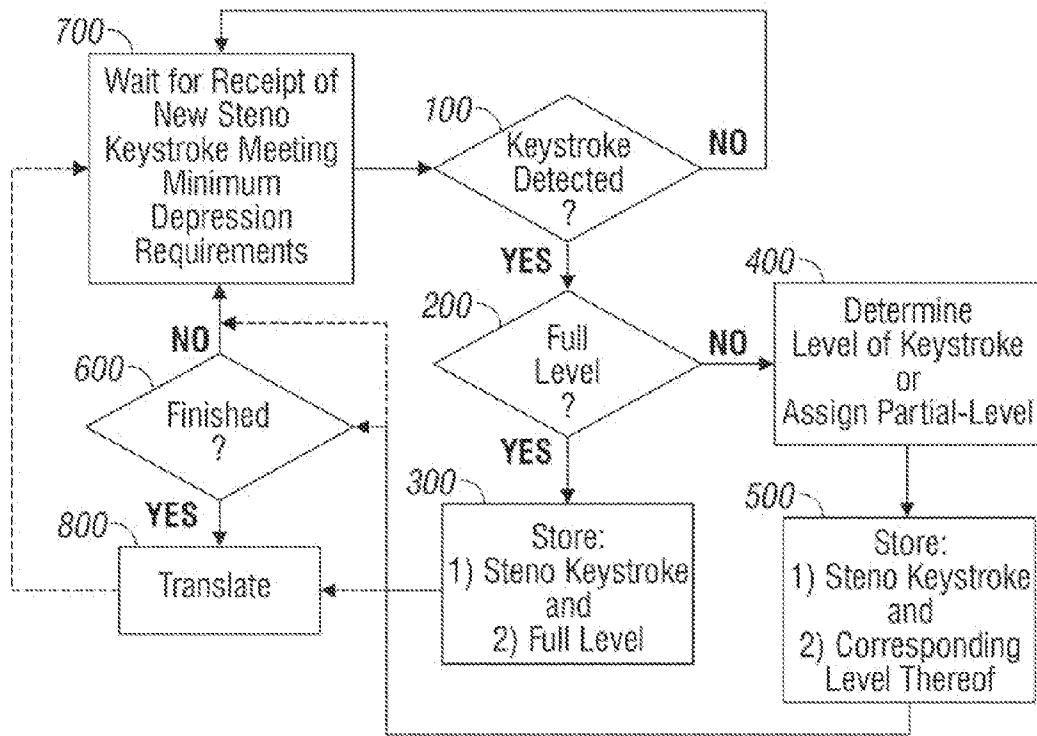 700
Wait for Receipt of
New Steno
Keystroke Meeting
Minimum
Depression
Requirements
100
Keystroke
Detected
?
NO
YES
200
Full
Level
?
NO
YES
400
Determine
Level of Keystroke
or
Assign Partial-Level
NO
600
Finished
?
YES
300
Store:
1) Steno Keystroke
and
2) Full Level
500
Store:
1) Steno Keystroke
and
2) Corresponding
Level Thereof
800
Translate